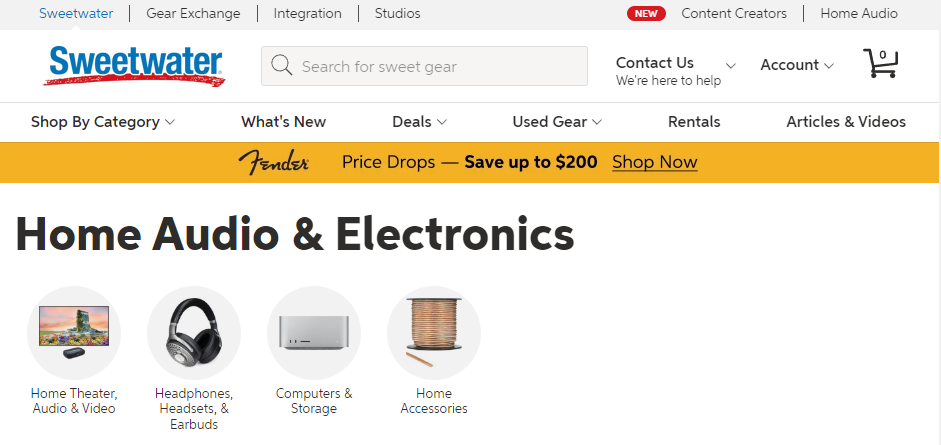 Sweetwater Gear Exchange Integration Studios NEW Content Creators Home Audio
Sweetwater
Search for sweet gear
Contact Us
We're here to help
Account
0
Shop By Category What's New Deals Used Gear Rentals Articles & Videos
Fender Price Drops — Save up to $200 Shop Now
Home Audio & Electronics
Home Theater,
Audio & Video
Headphones,
Headsets, &
Earbuds
Computers &
Storage
Home
Accessories